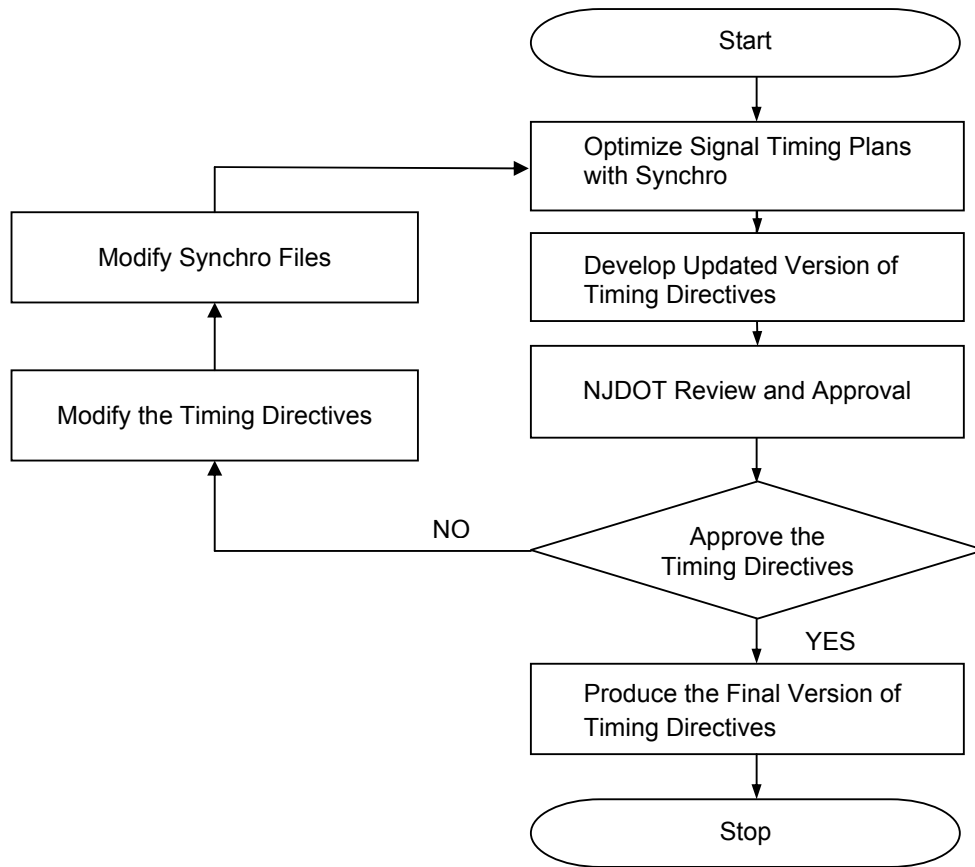 Start
Optimize Signal Timing Plans
with Synchro
Develop Updated Version of
Timing Directives
NJDOT Review and Approval
Approve the
Timing Directives
NO
Modify the Timing Directives
Modify Synchro Files
YES
Produce the Final Version of
Timing Directives
Stop